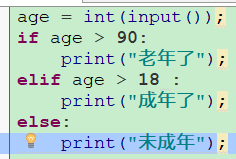 age = int(input());
if age > 90:
    print("老年了");
elif age > 18 :
    print("成年了");
else:
    print("未成年");